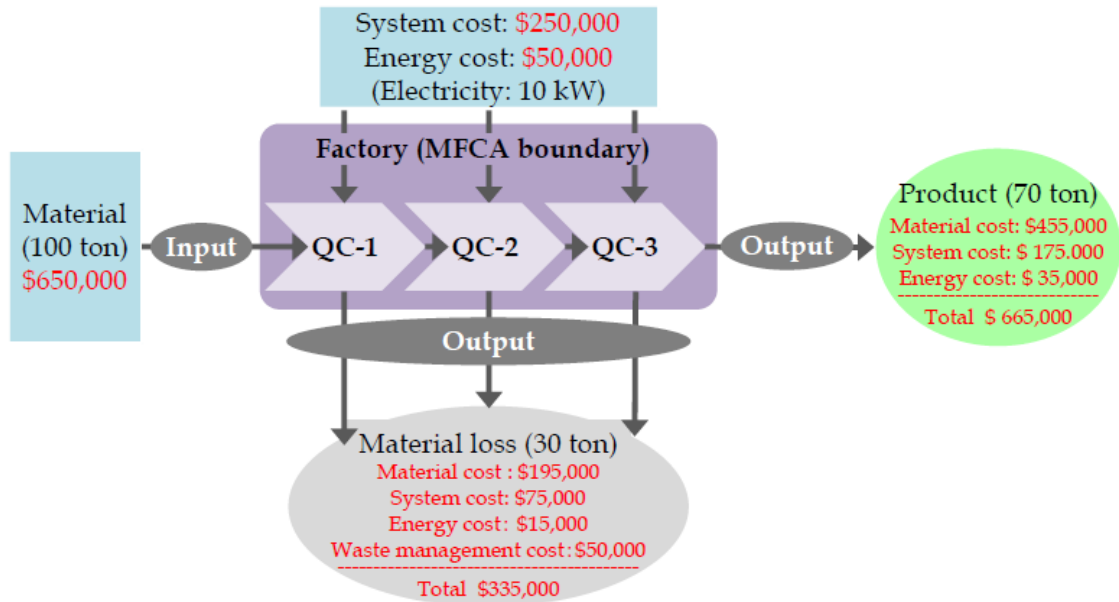 System cost: $250,000
Energy cost: $50,000
(Electricity: 10 kW)
Factory (MFCA boundary)
Material
(100 ton)
$650,000
Input
QC-1
QC-2
QC-3
Output
Product (70 ton)
Material cost: $455,000
System cost: $ 175.000
Energy cost: $ 35,000
Total $ 665,000
Output
Material loss (30 ton)
Material cost : $195,000
System cost: $75,000
Energy cost: $15,000
Waste management cost: $50,000
Total $335,000